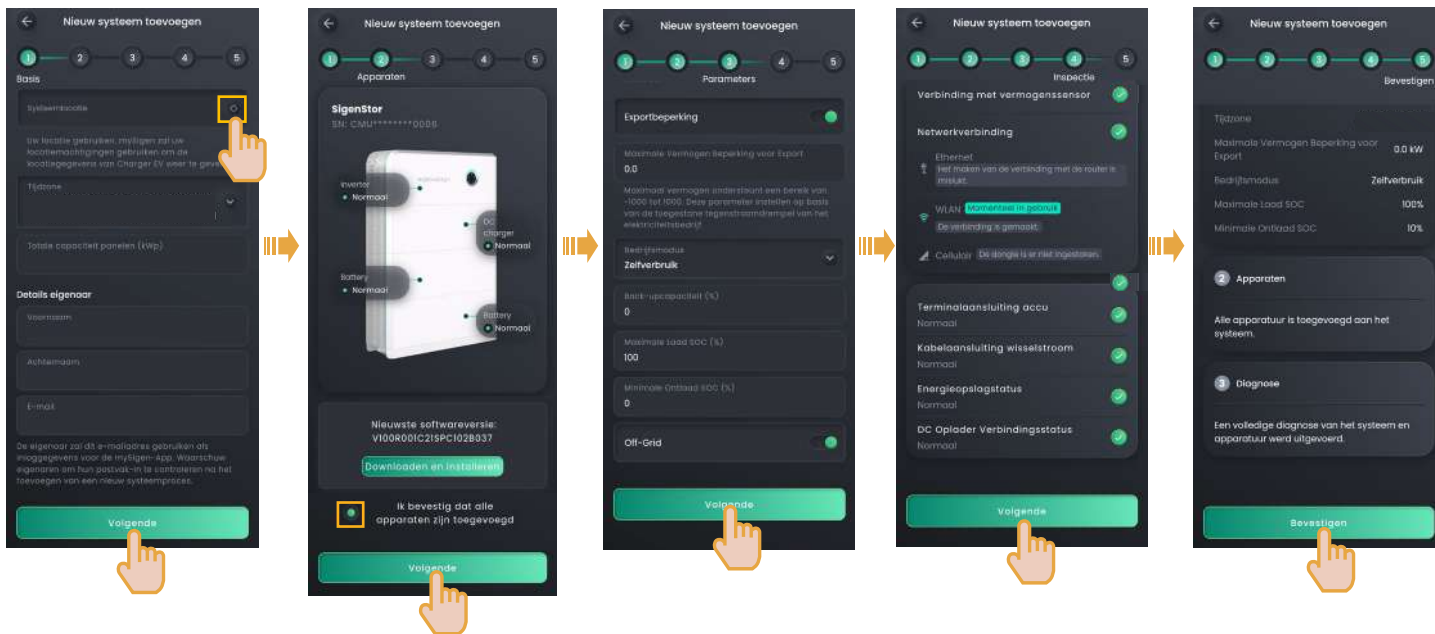 Nieuw systeem toevoegen
1 2 3 4 5
Basis
Systeemlocatie
Uw locatie gebruiken, mySigen zal uw
locatiemachtigingen gebruiken om de
locatiegegevens van Charger EV weer te geve
Tijdzone
Totale capaciteit panelen (kWp)
Details eigenaar
Voornaam
Achternaam
E-mail
De eigenaar zal dit e-mailadres gebruiken als
inloggegevens voor de mySigen-App. Waarschuw
eigenaren om hun postvak-in te controleren na het
toevoegen van een nieuw systeemproces.
Volgende
Nieuw systeem toevoegen
1 2 3 4 5
Apparaten
SigenStor
SN: CMU********0006
Inverter
Normaal
DC
charger
Normaal
Battery
Normaal
Battery
Normaal
Nieuwste softwareversie:
V100R001C21SPC102B037
Downloaden en installeren
Ik bevestig dat alle
apparaten zijn toegevoegd
Volgende
Nieuw systeem toevoegen
1 2 3 4 5
Parameters
Exportbeperking
Maximale Vermogen Beperking voor Export
0.0
Maximaal vermogen ondersteunt een bereik van
-1000 tot 1000. Deze parameter instellen op basis
van de toegestane tegenstroomdrempel van het
elektriciteitsbedrijf
Bedrijfsmodus
Zelfverbruik
Back-upcapaciteit (%)
0
Maximale Laad SOC (%)
100
Minimale Ontlaad SOC (%)
0
Off-Grid
Volgende
Nieuw systeem toevoegen
1 2 3 4 5
Inspectie
Verbinding met vermogenssensor
Netwerkverbinding
Ethernet
Het maken van de verbinding met de router is
mislukt.
WLAN Momenteel in gebruik
De verbinding is gemaakt.
Cellulair De dongle is er niet ingestoken.
Terminalaansluiting accu
Normaal
Kabelaansluiting wisselstroom
Normaal
Energieopslagstatus
Normaal
DC Oplader Verbindingsstatus
Normaal
Volgende
Nieuw systeem toevoegen
1 2 3 4 5
Bevestigen
Tijdzone
Maximale Vermogen Beperking voor
Export 0.0 kW
Bedrijfsmodus Zelfverbruik
Maximale Laad SOC 100%
Minimale Ontlaad SOC 10%
2 Apparaten
Alle apparatuur is toegevoegd aan het
systeem.
3 Diagnose
Een volledige diagnose van het systeem en
apparatuur werd uitgevoerd.
Bevestigen